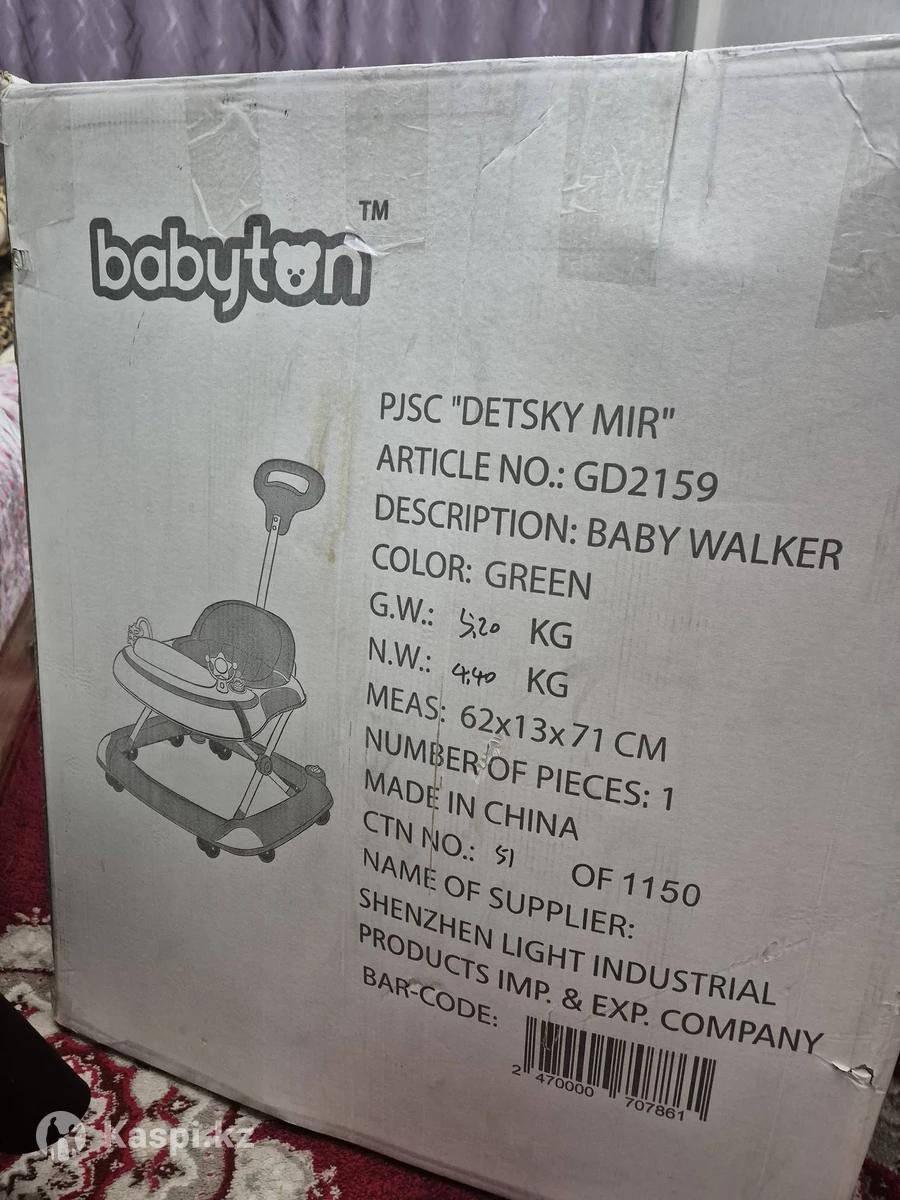 babyton TM
PJSC "DETSKY MIR"
ARTICLE NO.: GD2159
DESCRIPTION: BABY WALKER
COLOR: GREEN
G.W.: 5,20 KG
N.W.: 4,40 KG
MEAS: 62x13x71 CM
NUMBER OF PIECES: 1
MADE IN CHINA
CTN NO.: 51 OF 1150
NAME OF SUPPLIER:
SHENZHEN LIGHT INDUSTRIAL
PRODUCTS IMP. & EXP. COMPANY
BAR-CODE:
2 470000 707861
Kaspi.kz